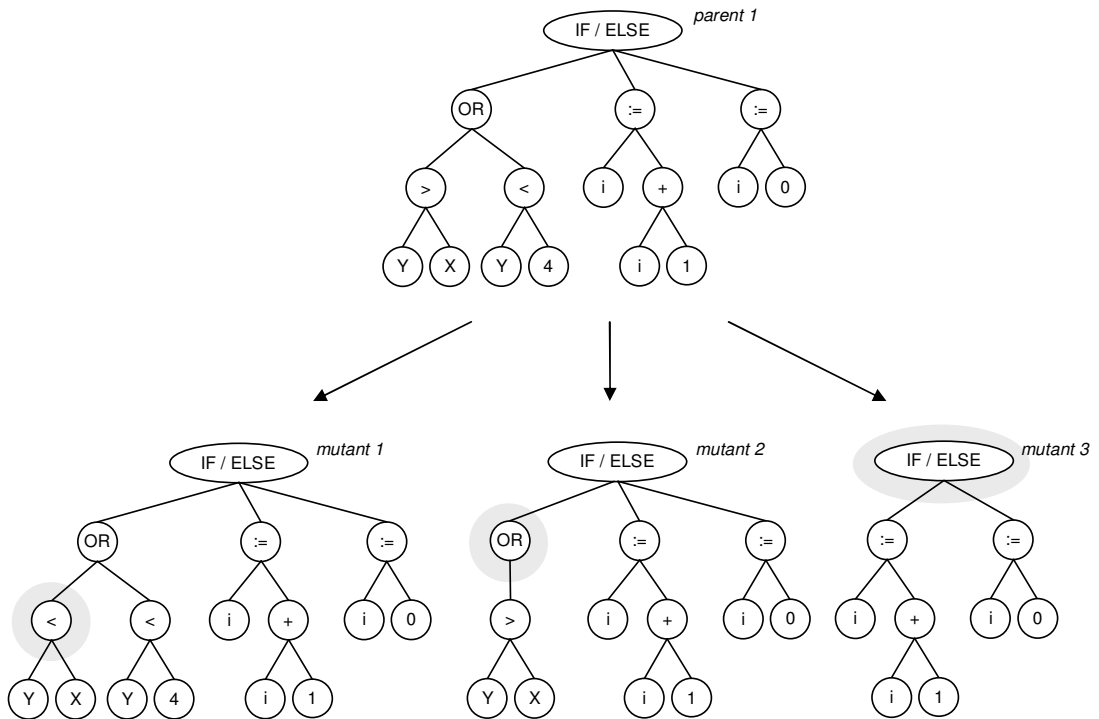 parent 1
IF / ELSE
OR := :=
> < i + i 0
Y X Y 4 i 1
mutant 1 mutant 2 mutant 3
IF / ELSE IF / ELSE IF / ELSE
OR := := OR := := := :=
< < i + i 0 > i + i 0 i + i 0
Y X Y 4 i 1 Y X i 1 i 1